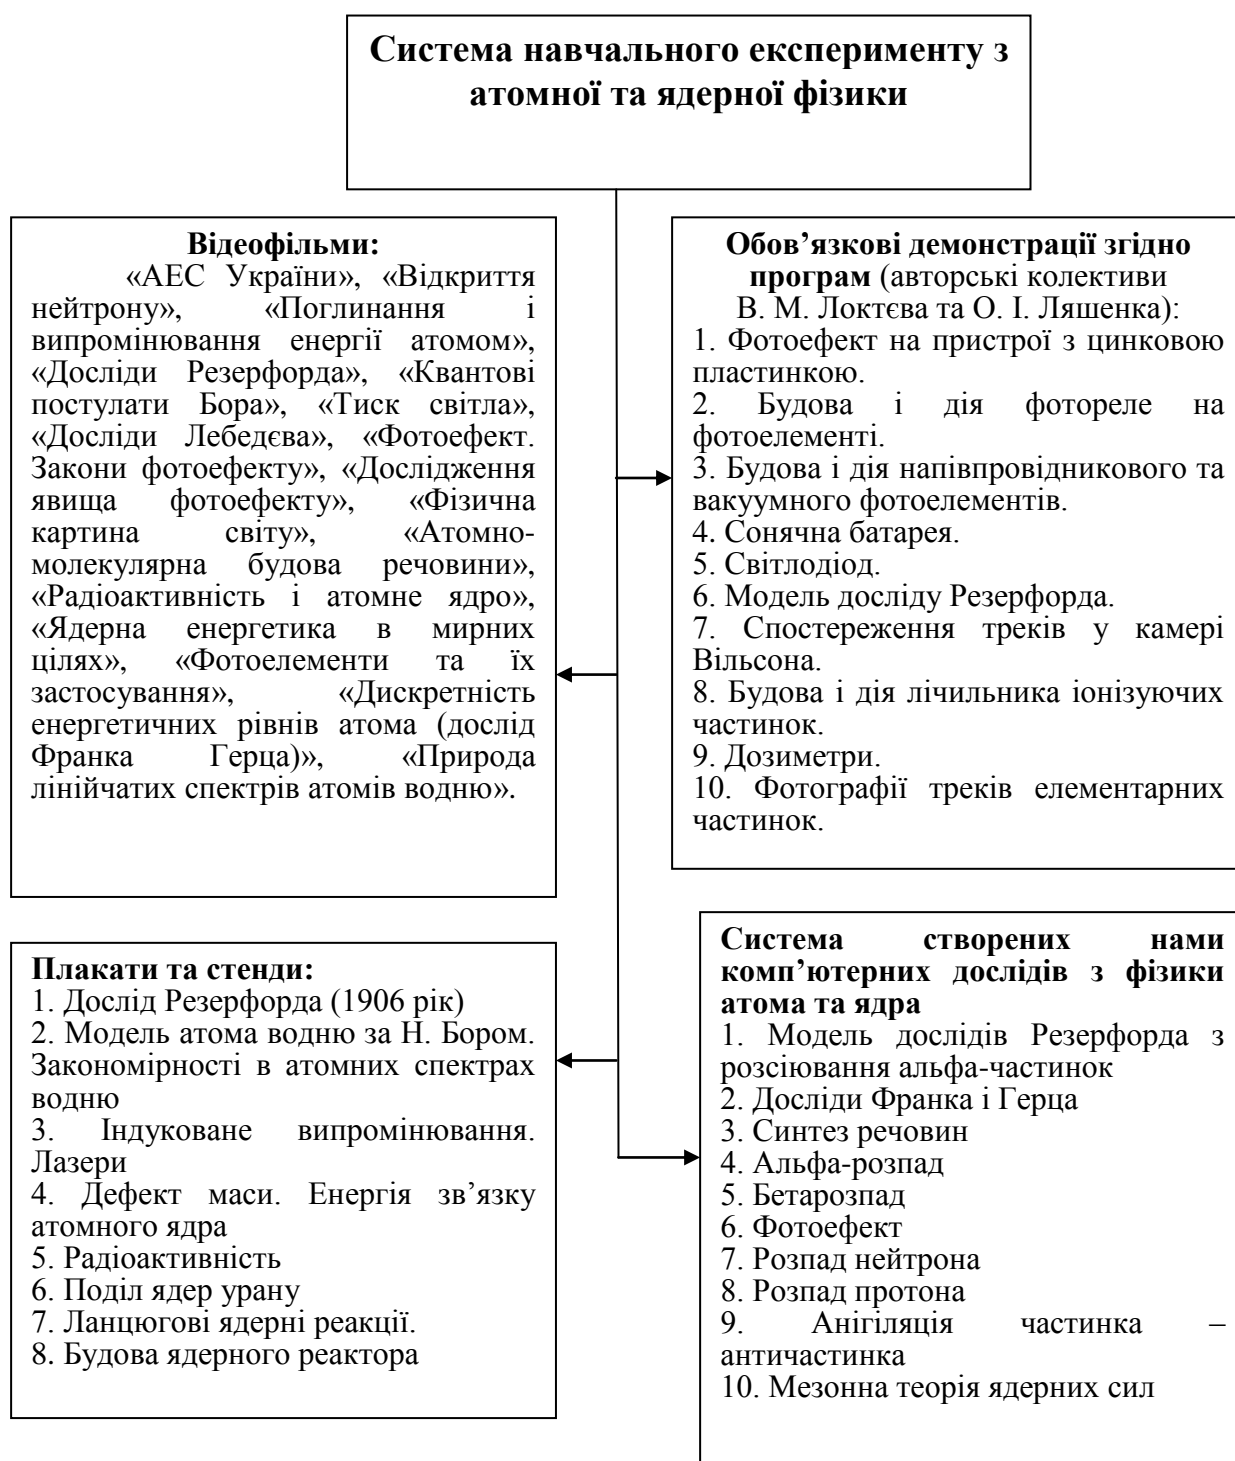 Система навчального експерименту з
атомної та ядерної фізики
Відеофільми:
«АЕС України», «Відкриття
нейтрону», «Поглинання і
випромінювання енергії атомом»,
«Досліди Резерфорда», «Квантові
постулати Бора», «Тиск світла»,
«Досліди Лебедєва», «Фотоефект.
Закони фотоефекту», «Дослідження
явища фотоефекту», «Фізична
картина світу», «Атомно-
молекулярна будова речовини»,
«Радіоактивність і атомне ядро»,
«Ядерна енергетика в мирних
цілях», «Фотоелементи та їх
застосування», «Дискретність
енергетичних рівнів атома (дослід
Франка Герца)», «Природа
лінійчатих спектрів атомів водню».
Обов’язкові демонстрації згідно
програм (авторські колективи
В. М. Локтєва та О. І. Ляшенка):
1. Фотоефект на пристрої з цинковою
пластинкою.
2. Будова і дія фотореле на
фотоелементі.
3. Будова і дія напівпровідникового та
вакуумного фотоелементів.
4. Сонячна батарея.
5. Світлодіод.
6. Модель досліду Резерфорда.
7. Спостереження треків у камері
Вільсона.
8. Будова і дія лічильника іонізуючих
частинок.
9. Дозиметри.
10. Фотографії треків елементарних
частинок.
Плакати та стенди:
1. Дослід Резерфорда (1906 рік)
2. Модель атома водню за Н. Бором.
Закономірності в атомних спектрах
водню
3. Індуковане випромінювання.
Лазери
4. Дефект маси. Енергія зв’язку
атомного ядра
5. Радіоактивність
6. Поділ ядер урану
7. Ланцюгові ядерні реакції.
8. Будова ядерного реактора
Система створених нами
комп’ютерних дослідів з фізики
атома та ядра
1. Модель дослідів Резерфорда з
розсіювання альфа-частинок
2. Досліди Франка і Герца
3. Синтез речовин
4. Альфа-розпад
5. Бетарозпад
6. Фотоефект
7. Розпад нейтрона
8. Розпад протона
9. Анігіляція частинка –
античастинка
10. Мезонна теорія ядерних сил